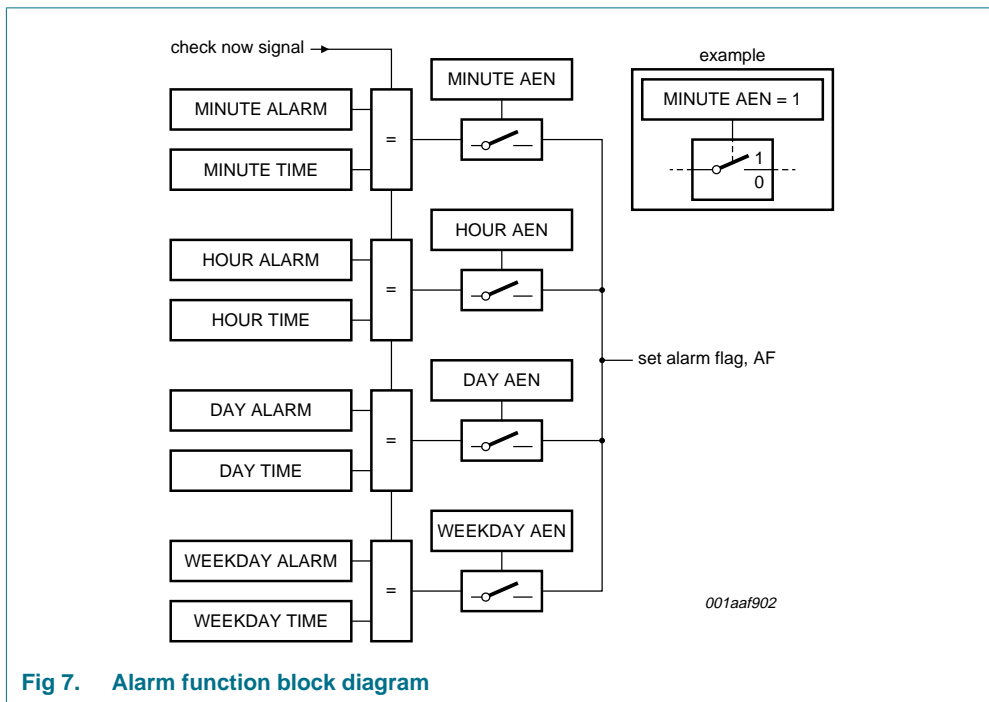 check now signal
example
MINUTE AEN
MINUTE AEN = 1
MINUTE ALARM
=
1
MINUTE TIME
0
HOUR AEN
HOUR ALARM
=
HOUR TIME
set alarm flag, AF
DAY AEN
DAY ALARM
=
DAY TIME
WEEKDAY AEN
WEEKDAY ALARM
=
WEEKDAY TIME
001aaf902
Fig 7. Alarm function block diagram